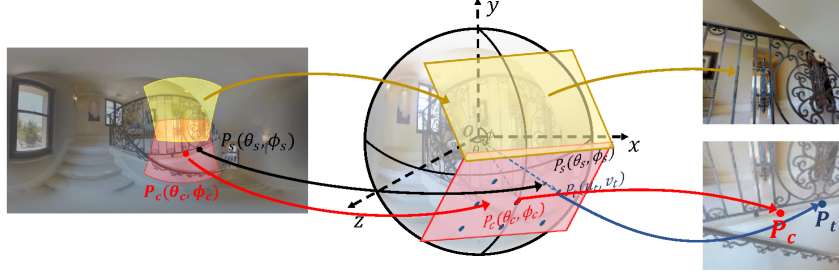 P_s(θ_s, ϕ_s)
P_c(θ_c, ϕ_c)
y
x
z
O
P_s(θ_s, ϕ_s)
P_t(u_t, v_t)
P_c(θ_c, ϕ_c)
P_c
P_t